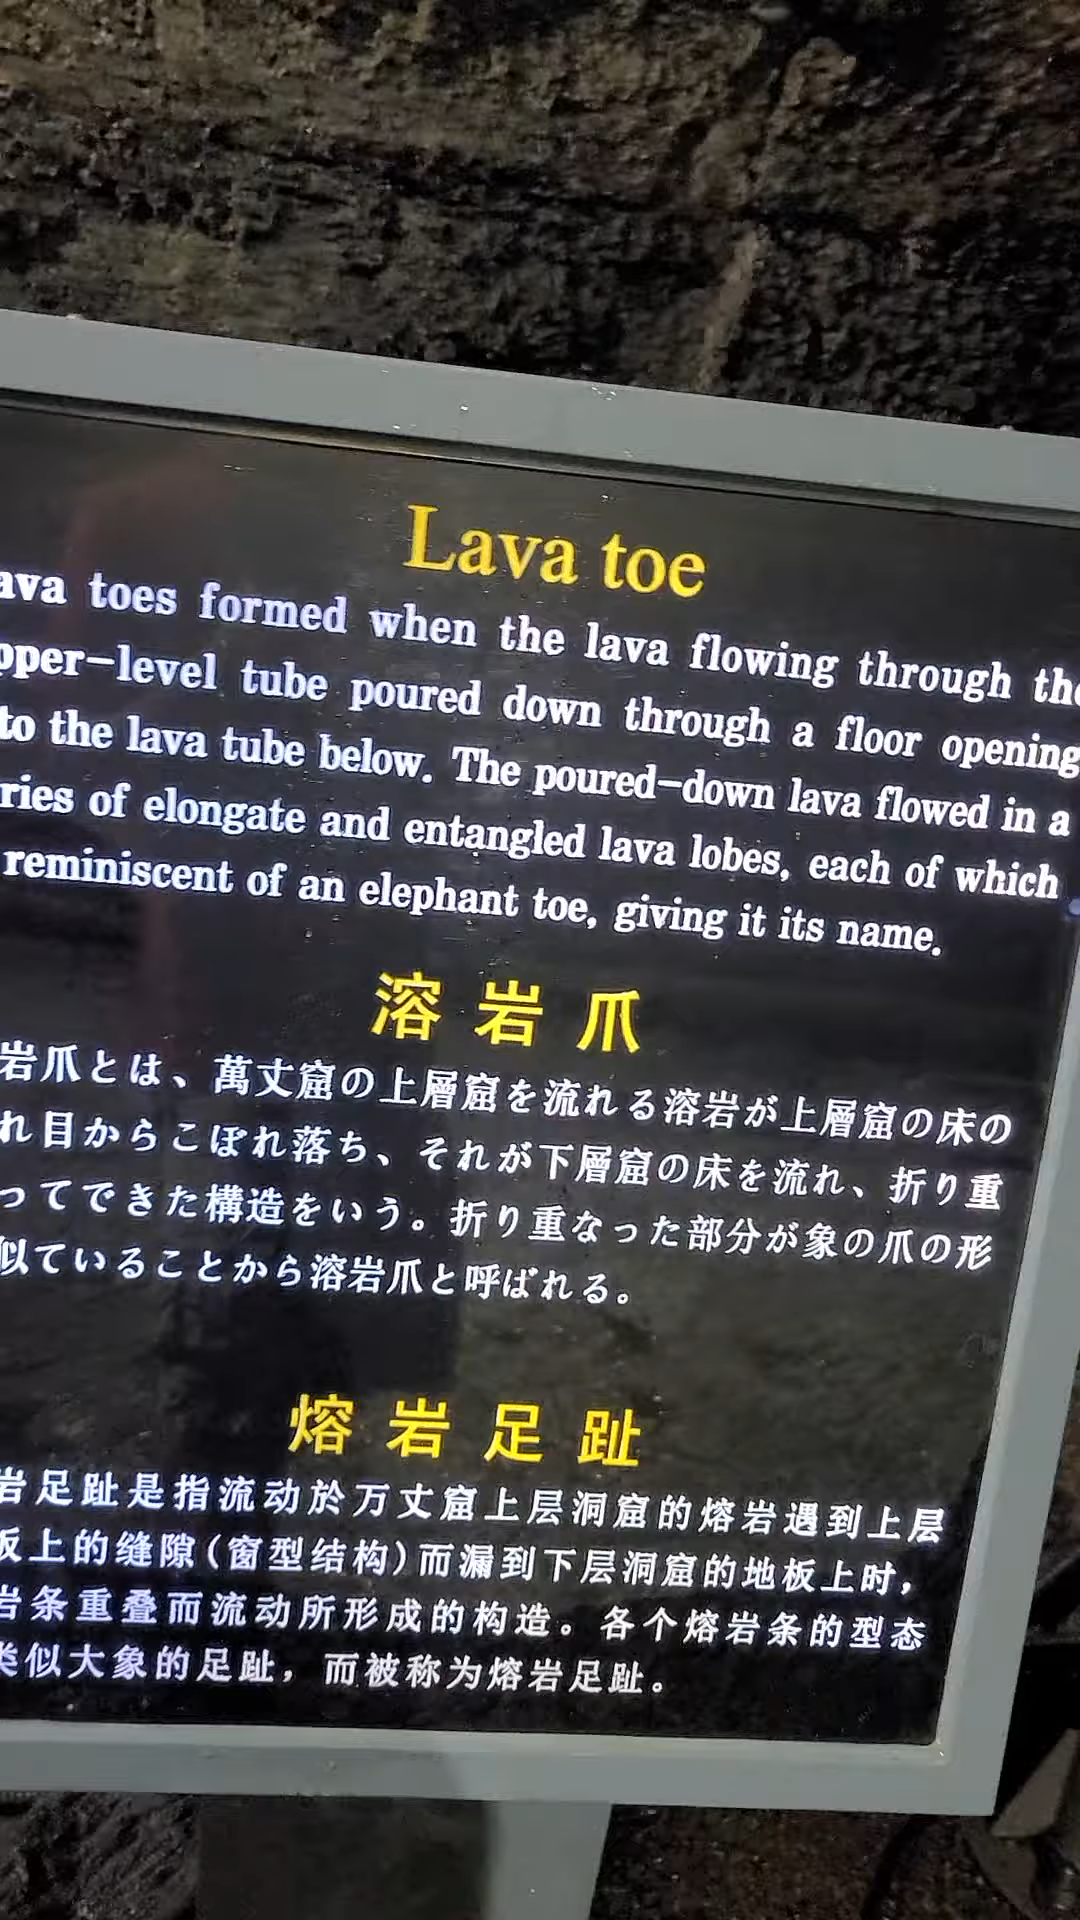 Lava toe
ava toes formed when the lava flowing through the
pper-level tube poured down through a floor opening
to the lava tube below. The poured-down lava flowed in a
ries of elongate and entangled lava lobes, each of which
reminiscent of an elephant toe, giving it its name.
溶岩爪
岩爪とは、萬丈窟の上層窟を流れる溶岩が上層窟の床の
れ目からこぼれ落ち、それが下層窟の床を流れ、折り重
ってできた構造をいう。折り重なった部分が象の爪の形
似ていることから溶岩爪と呼ばれる。
熔岩足趾
岩足趾是指流动於万丈窟上层洞窟的熔岩遇到上层
板上的缝隙(窗型结构)而漏到下层洞窟的地板上时，
岩条重叠而流动所形成的构造。各个熔岩条的型态
类似大象的足趾，而被称为熔岩足趾。